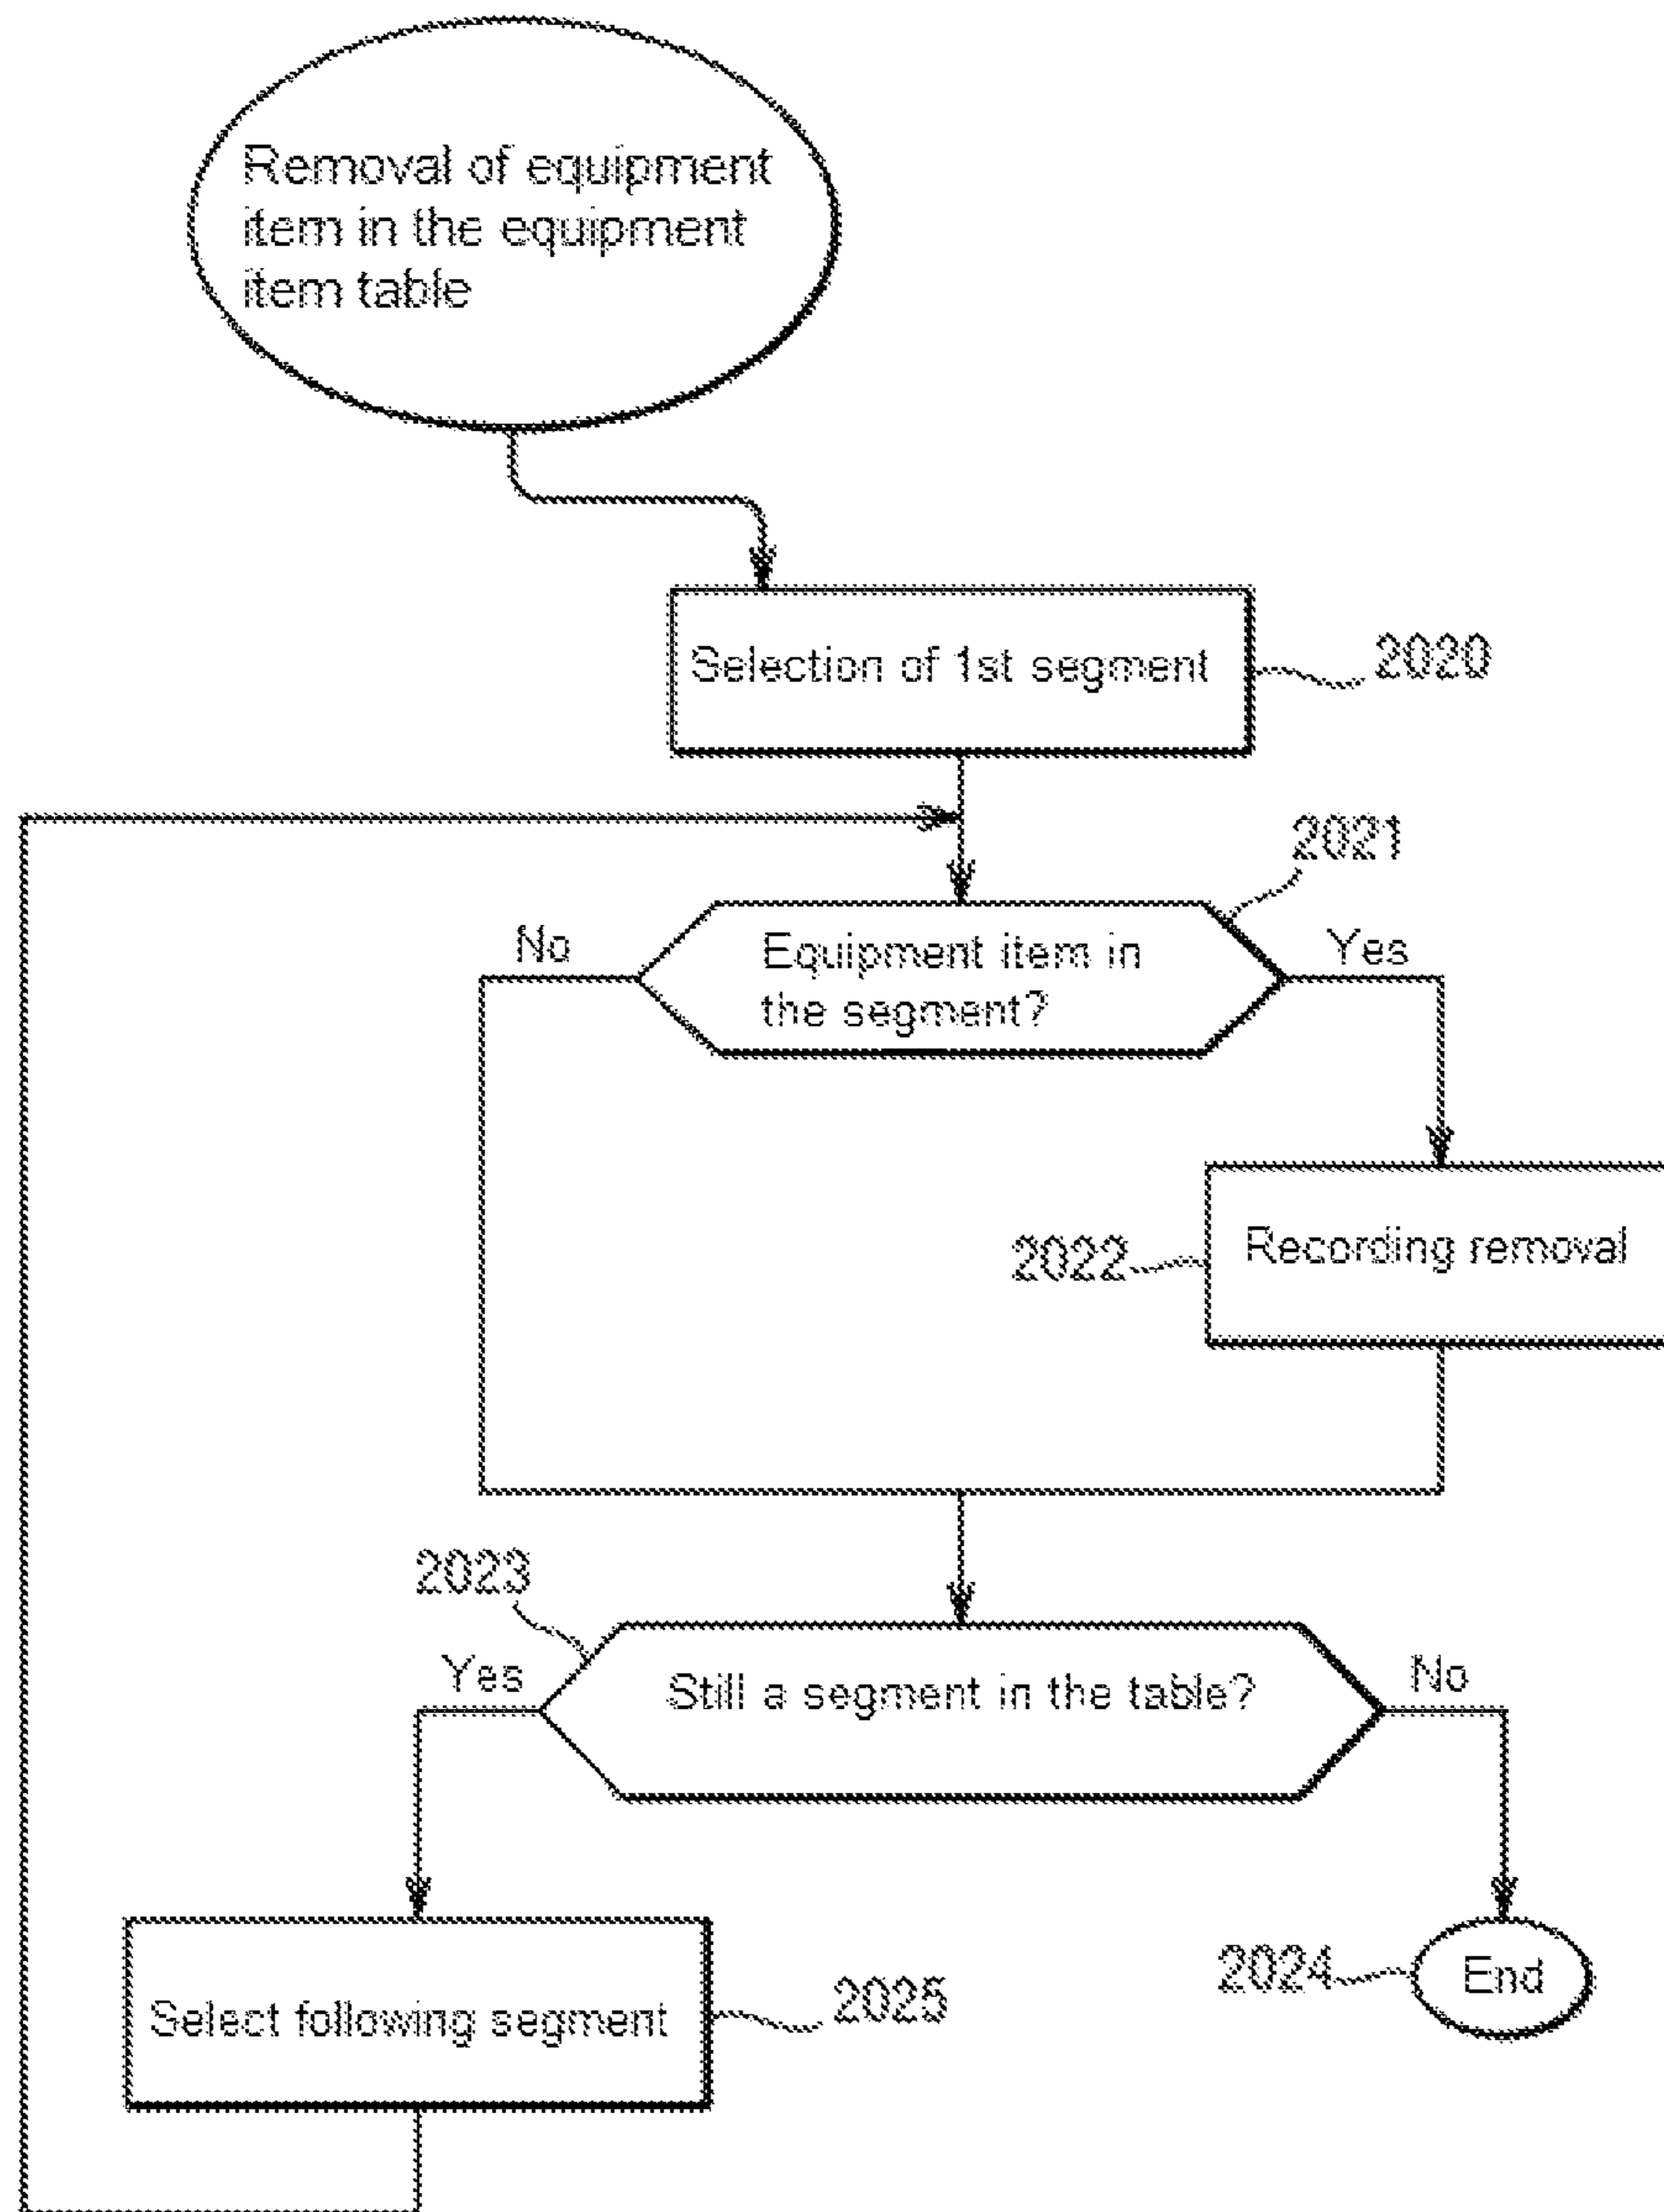 Removal of equipment
item in the equipment
item table
Selection of 1st segment
2020
2021
No
Equipment item in
the segment?
Yes
2022
Recording removal
2023
Yes
Still a segment in the table?
No
Select following segment
2025
2024
End